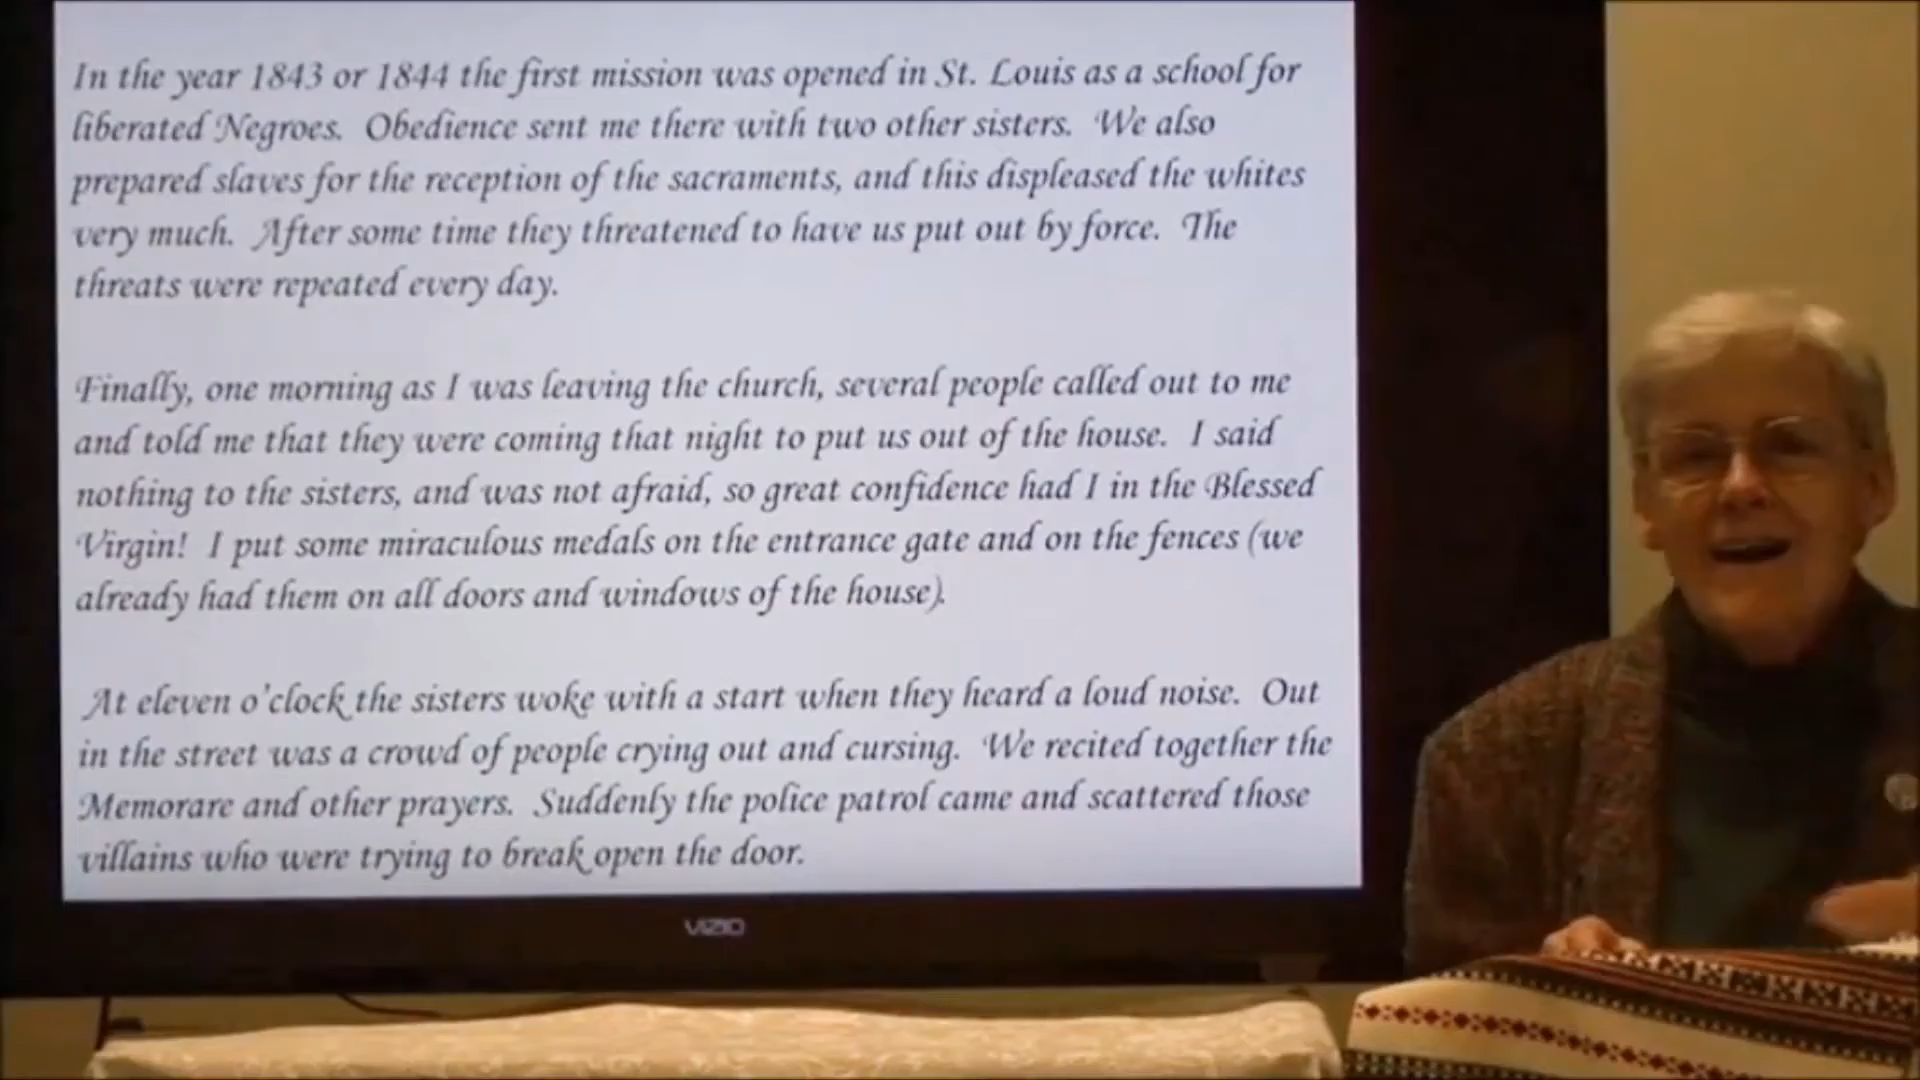 In the year 1843 or 1844 the first mission was opened in St. Louis as a school for
liberated Negroes. Obedience sent me there with two other sisters. We also
prepared slaves for the reception of the sacraments, and this displeased the whites
very much. After some time they threatened to have us put out by force. The
threats were repeated every day.
Finally, one morning as I was leaving the church, several people called out to me
and told me that they were coming that night to put us out of the house. I said
nothing to the sisters, and was not afraid, so great confidence had I in the Blessed
Virgin! I put some miraculous medals on the entrance gate and on the fences (we
already had them on all doors and windows of the house).
At eleven o'clock the sisters woke with a start when they heard a loud noise. Out
in the street was a crowd of people crying out and cursing. We recited together the
Memorare and other prayers. Suddenly the police patrol came and scattered those
villains who were trying to break open the door.
VIZIO